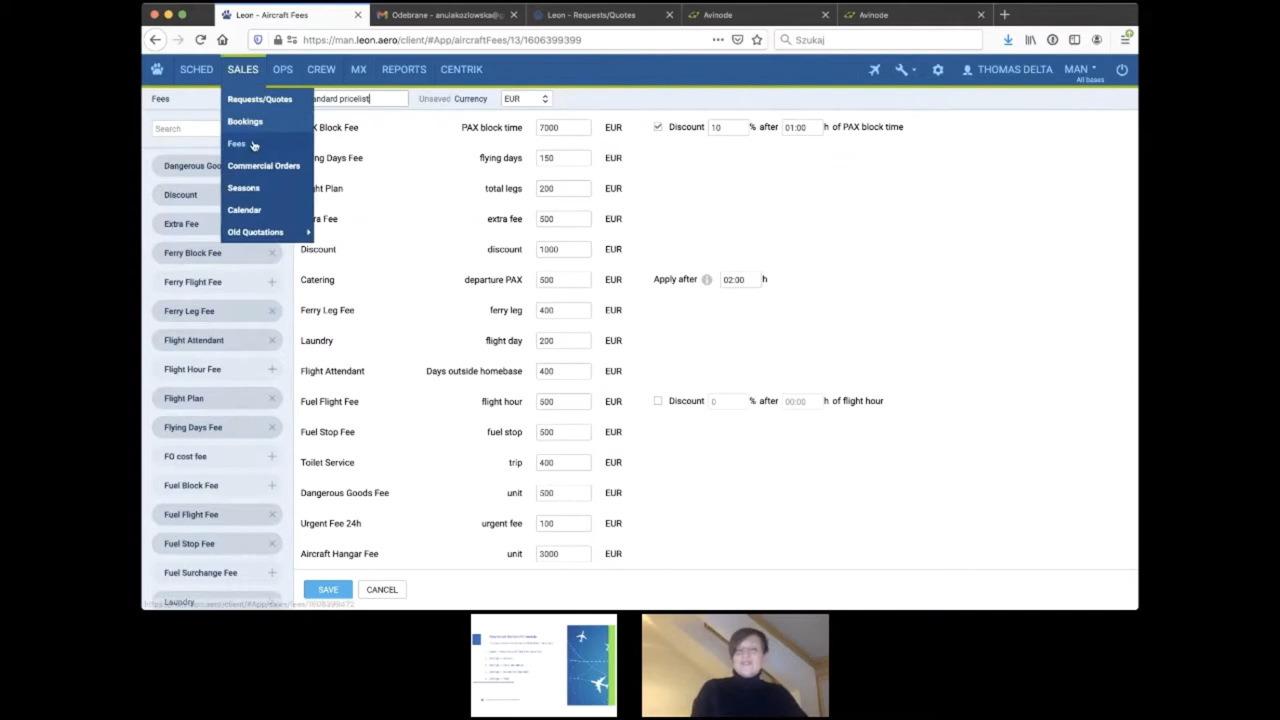 Leon - Aircraft Fees
Odebrane - anulakozlowska@g
Leon - Requests/Quotes
Avinode
Avinode
https://man.leon.aero/client/#App/aircraftFees/13/1606399399
Szukaj
SCHED SALES OPS CREW MX REPORTS CENTRIK
THOMAS DELTA MAN
All bases
Fees
Requests/Quotes
Bookings
Fees
Commercial Orders
Seasons
Calendar
Old Quotations
andard pricelist Unsaved Currency EUR
Search
Dangerous Goo
Discount
Extra Fee
Ferry Block Fee
Ferry Flight Fee
Ferry Leg Fee
Flight Attendant
Flight Hour Fee
Flight Plan
Flying Days Fee
FO cost fee
Fuel Block Fee
Fuel Flight Fee
Fuel Stop Fee
Fuel Surchange Fee
Laundry
X Block Fee PAX block time 7000 EUR Discount 10 % after 01:00 h of PAX block time
ng Days Fee flying days 150 EUR
ht Plan total legs 200 EUR
ra Fee extra fee 500 EUR
Discount discount 1000 EUR
Catering departure PAX 500 EUR Apply after 02:00 h
Ferry Leg Fee ferry leg 400 EUR
Laundry flight day 200 EUR
Flight Attendant Days outside homebase 400 EUR
Fuel Flight Fee flight hour 500 EUR Discount 0 % after 00:00 h of flight hour
Fuel Stop Fee fuel stop 500 EUR
Toilet Service trip 400 EUR
Dangerous Goods Fee unit 500 EUR
Urgent Fee 24h urgent fee 100 EUR
Aircraft Hangar Fee unit 3000 EUR
SAVE CANCEL